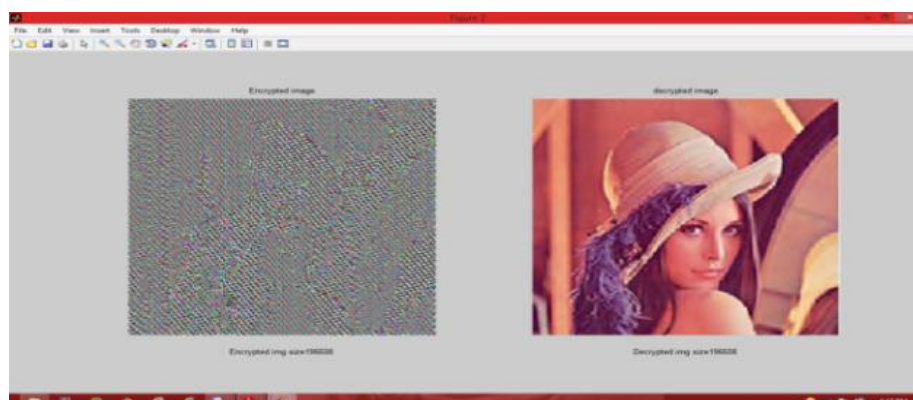 Figure 2
File Edit View Insert Tools Desktop Window Help
Encrypted image
decrypted image
Encrypted img size196608
Decrypted img size196608